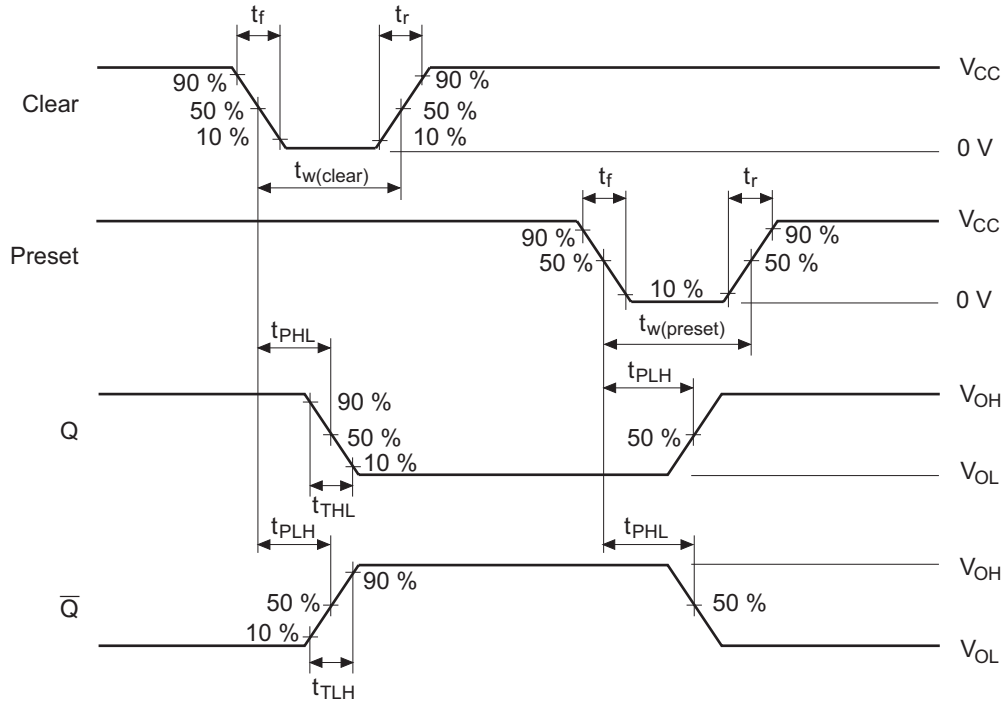 tf tr
VCC
90 % 90 %
Clear 50 % 50 %
10 % 10 %
0 V
tw(clear)
tf tr
VCC
90 % 90 %
Preset 50 % 50 %
10 %
0 V
tw(preset)
tPHL
tPLH
VOH
90 %
Q 50 % 50 %
10 %
VOL
tTHL
tPLH tPHL
VOH
90 %
Q̅ 50 % 50 %
10 %
VOL
tTLH